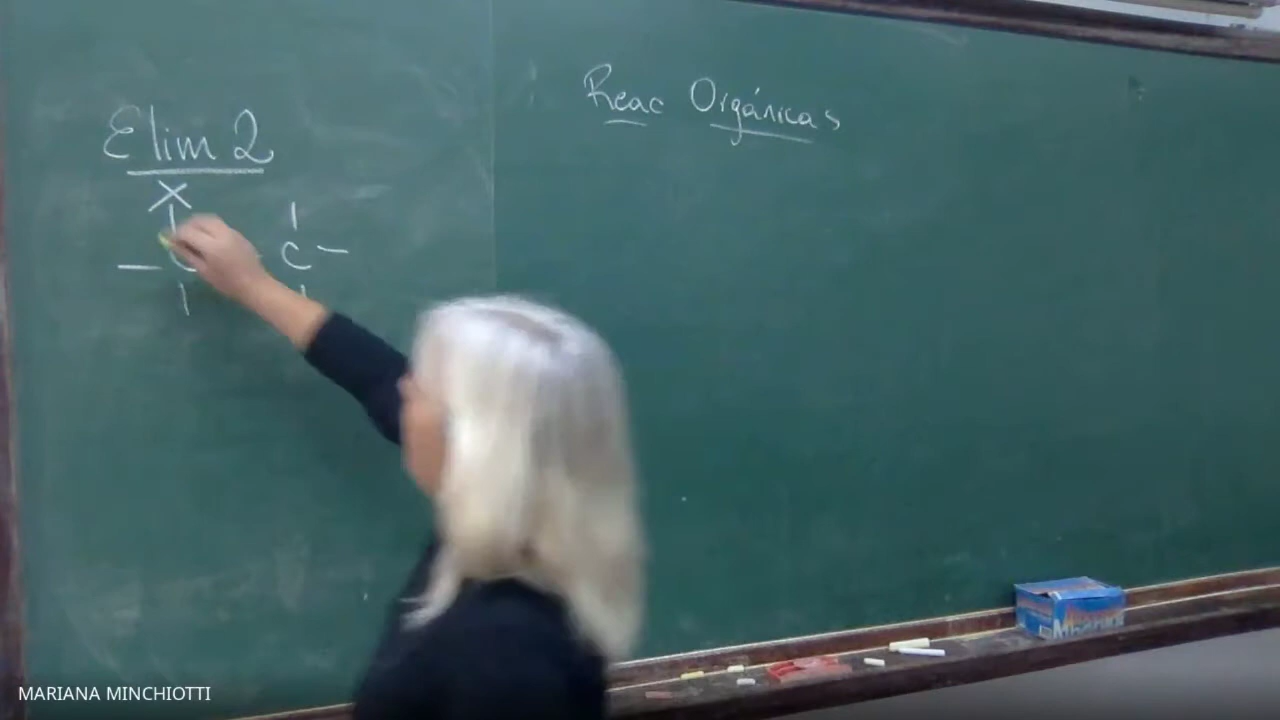 Reac Orgánicas
Elim 2
X
C
— C —
MARIANA MINCHIOTTI